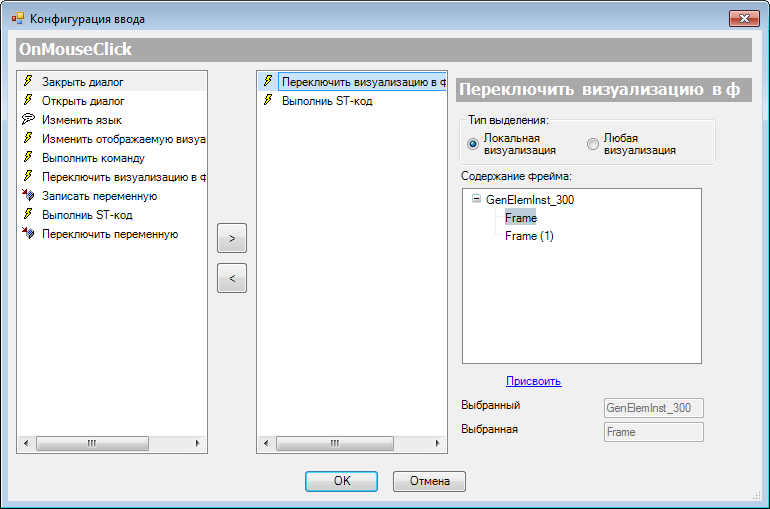 Конфигурация ввода
OnMouseClick
Закрыть диалог
Открыть диалог
Изменить язык
Изменить отображаемую визуа
Выполнить команду
Переключить визуализацию в ф
Записать переменную
Выполниь ST-код
Переключить переменную
>
<
Переключить визуализацию в ф
Выполниь ST-код
Переключить визуализацию в ф
Тип выделения:
Локальная
визуализация
Любая
визуализация
Содержание фрейма:
GenElemInst_300
Frame
Frame (1)
Присвоить
Выбранный
GenElemInst_300
Выбранная
Frame
OK
Отмена